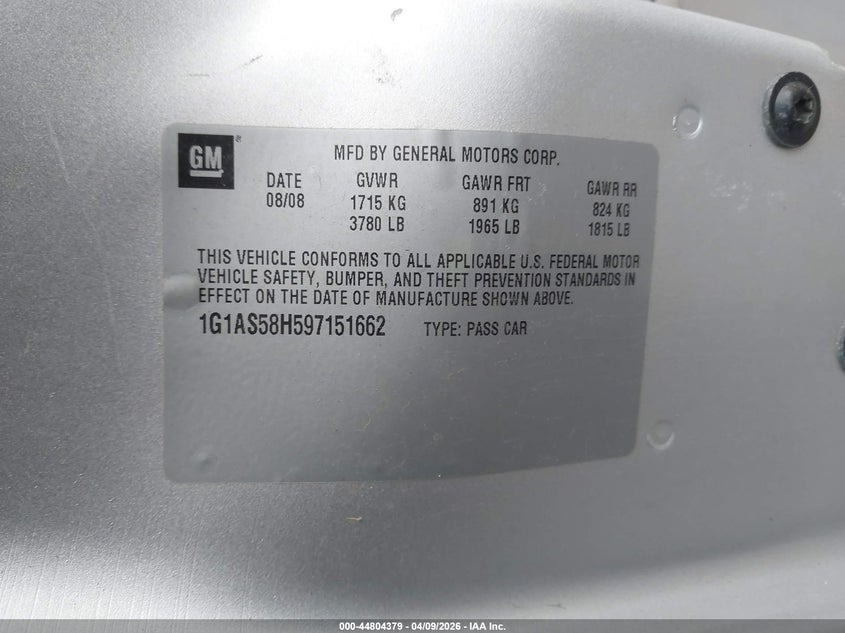 GM
MFD BY GENERAL MOTORS CORP.
DATE GVWR GAWR FRT GAWR RR
08/08 1715 KG 891 KG 824 KG
3780 LB 1965 LB 1815 LB
THIS VEHICLE CONFORMS TO ALL APPLICABLE U.S. FEDERAL MOTOR
VEHICLE SAFETY, BUMPER, AND THEFT PREVENTION STANDARDS IN
EFFECT ON THE DATE OF MANUFACTURE SHOWN ABOVE.
1G1AS58H597151662 TYPE: PASS CAR
000-44804379 - 04/09/2026 - IAA Inc.